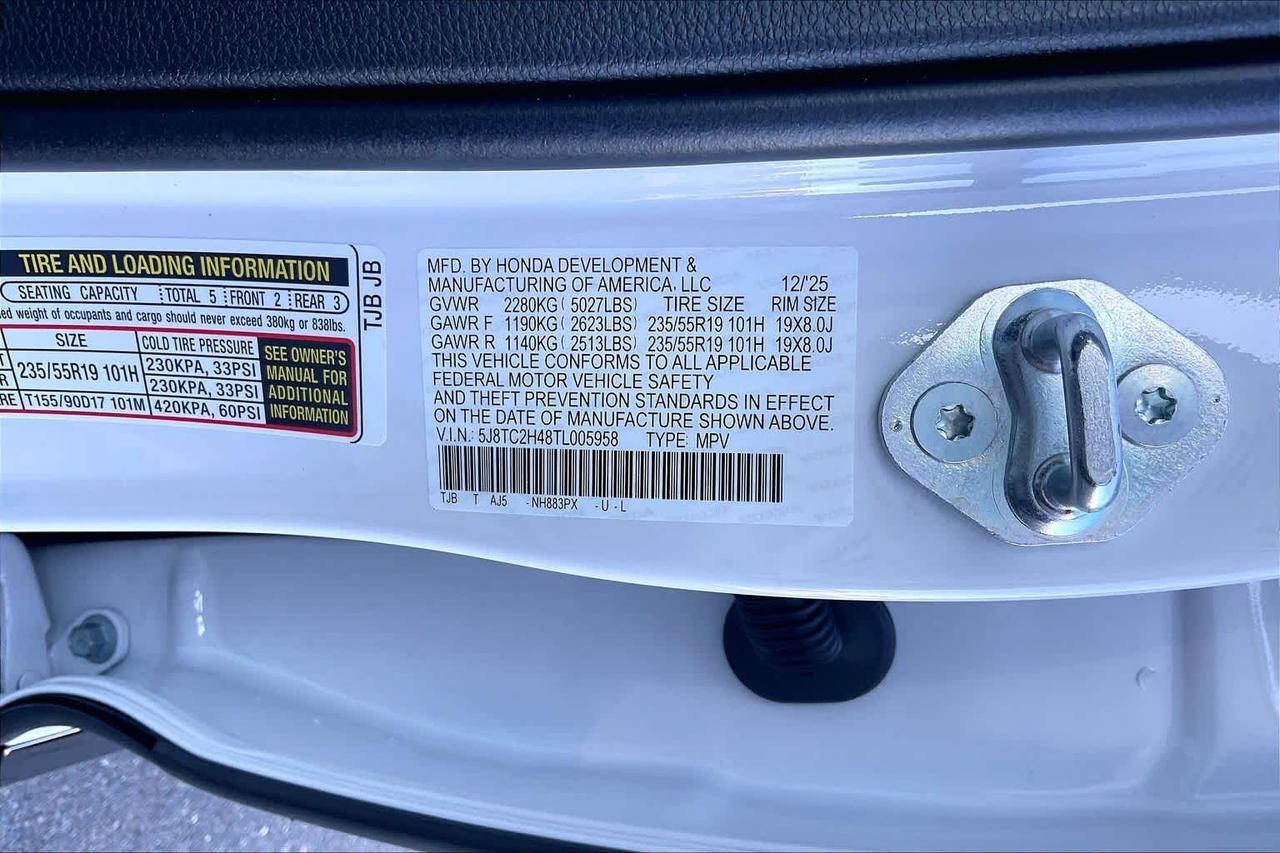 TIRE AND LOADING INFORMATION
SEATING CAPACITY TOTAL 5 FRONT 2 REAR 3
weight of occupants and cargo should never exceed 380kg or 838lbs.
SIZE COLD TIRE PRESSURE
235/55R19 101H
230KPA, 33PSI
230KPA, 33PSI
T155/90D17 101M 420KPA, 60PSI
SEE OWNER'S
MANUAL FOR
ADDITIONAL
INFORMATION
TJB JB
MFD. BY HONDA DEVELOPMENT &
MANUFACTURING OF AMERICA, LLC 12/'25
GVWR 2280KG ( 5027LBS) TIRE SIZE RIM SIZE
GAWR F 1190KG ( 2623LBS) 235/55R19 101H 19X8.0J
GAWR R 1140KG ( 2513LBS) 235/55R19 101H 19X8.0J
THIS VEHICLE CONFORMS TO ALL APPLICABLE
FEDERAL MOTOR VEHICLE SAFETY
AND THEFT PREVENTION STANDARDS IN EFFECT
ON THE DATE OF MANUFACTURE SHOWN ABOVE.
V.I.N.: 5J8TC2H48TL005958 TYPE: MPV
TJB T AJ5 -NH883PX -U -L